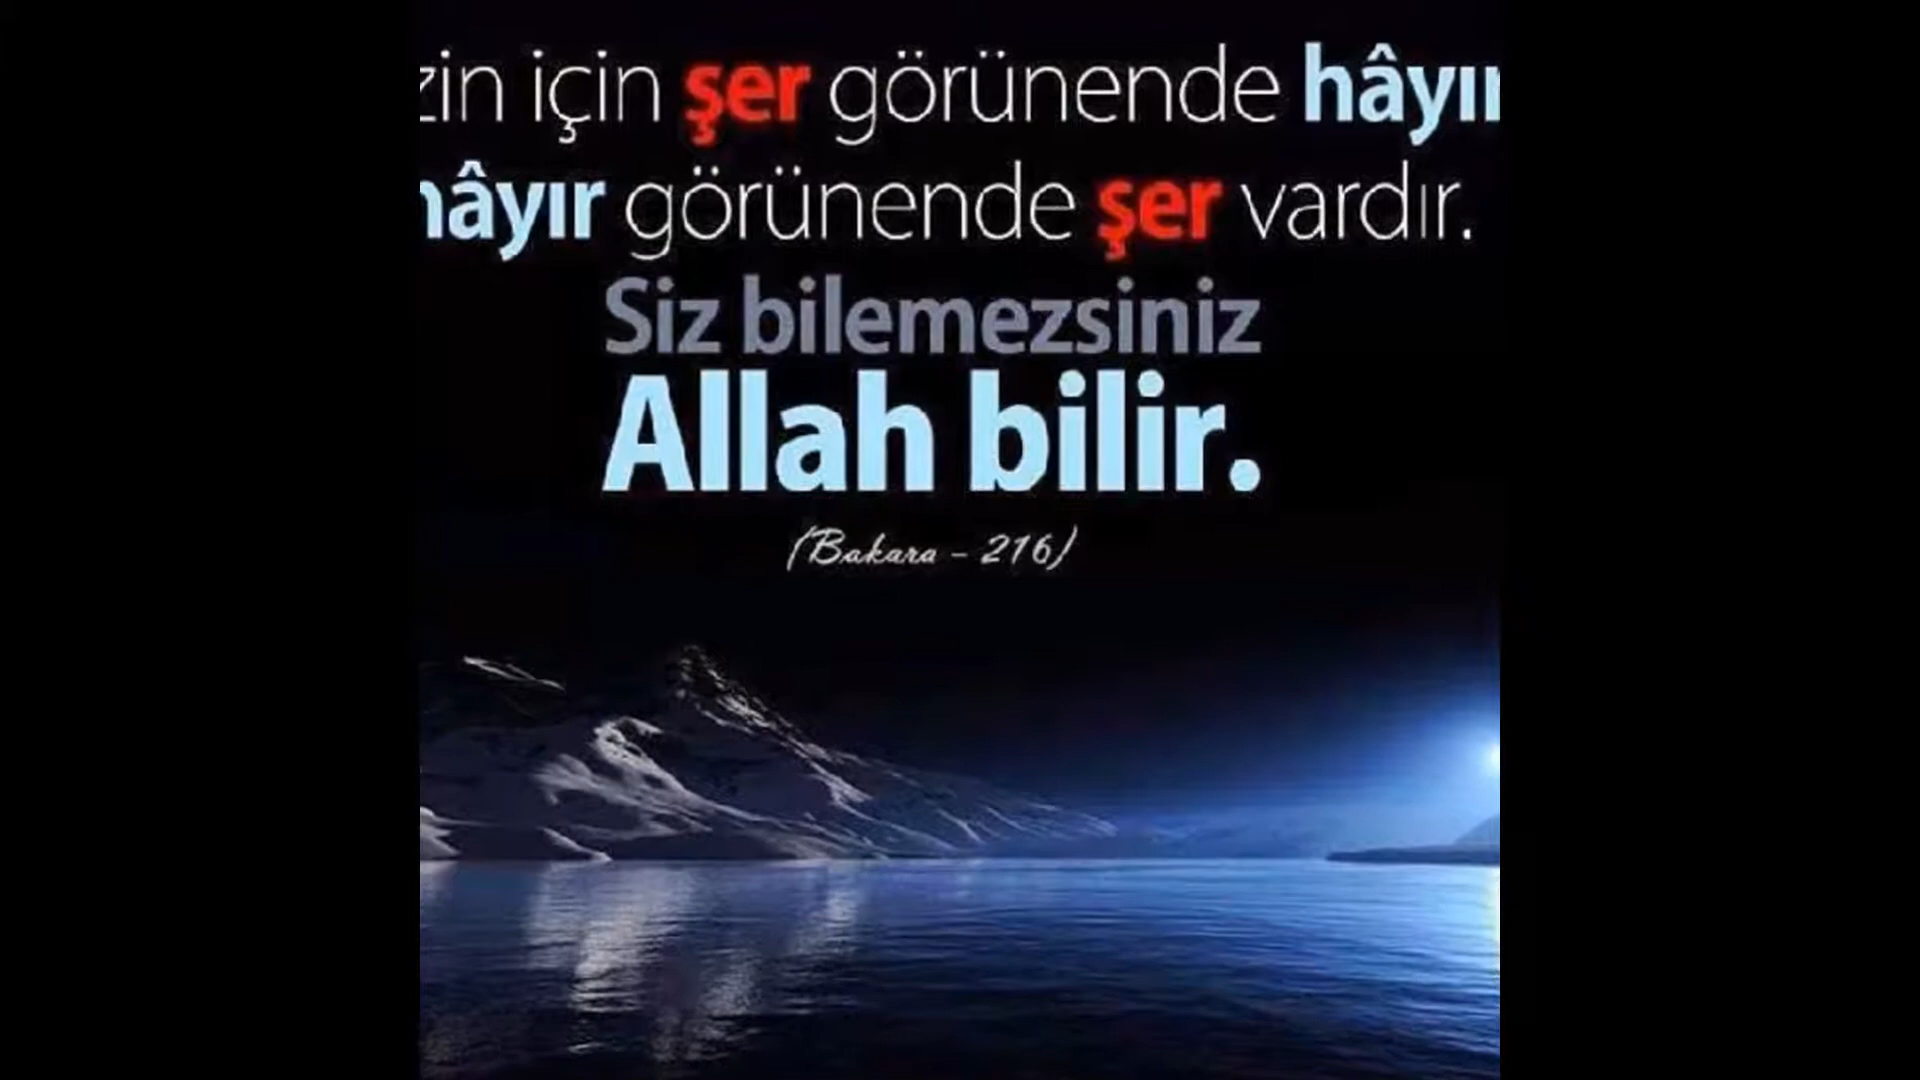 zin için şer görünende hâyır
hâyır görünende şer vardır.
Siz bilemezsiniz
Allah bilir.
(Bakara - 216)